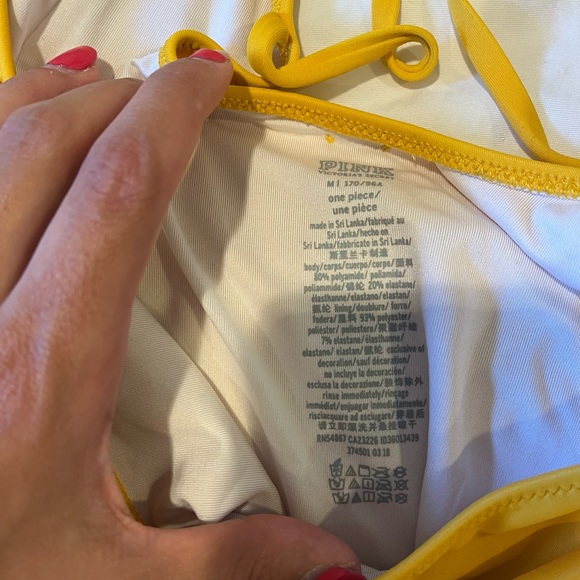 PINK
VICTORIA'S SECRET
M | 170/96A
one piece/
une pièce
made in Sri Lanka/fabriqué au
Sri Lanka/hecho en
Sri Lanka/fabbricato in Sri Lanka/
斯里兰卡制造
body/corps/cuerpo/corpo/面料
80% polyamide/ poliamida/
poliammide/锦纶 20% elastane/
élasthanne/elastano/elastan/
氨纶 lining/doublure/ forro/
fodera/里料 93% polyester/
poliéster/ poliestere/聚酯纤维
7% elastane/élasthanne/
elastano/ elastan/氨纶 exclusive of
decoration/sauf décoration/
no incluye la decoración/
esclusa la decorazione/装饰除外
rinse immediately/rinçage
immédiat/enjuagar inmediatamente/
risciacquare ad asciugare/穿着后
请立即漂洗并悬挂晾干
RN54867 CA23226 ID36013439
374501 03 18